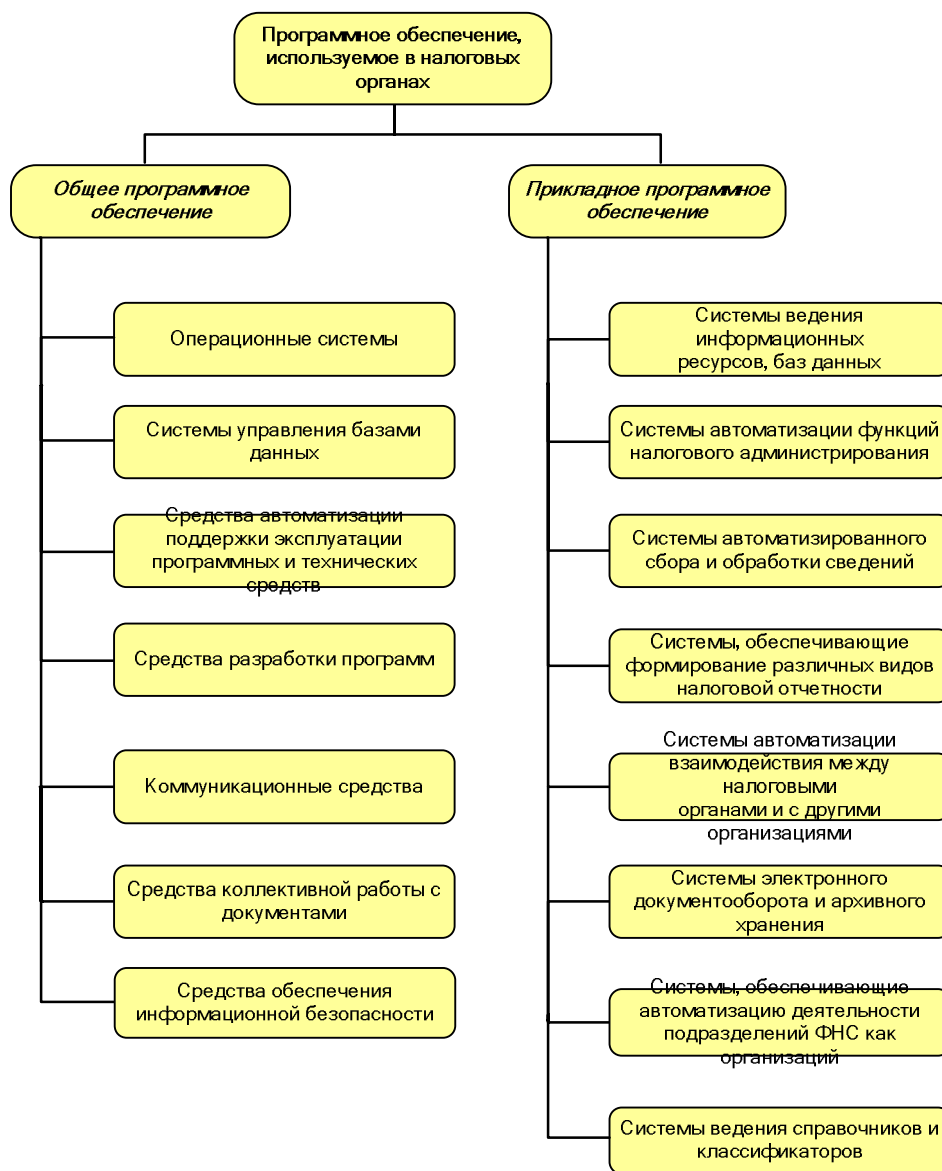 Программное обеспечение,
используемое в налоговых
органах
Общее программное
обеспечение
Операционные системы
Системы управления базами
данных
Средства автоматизации
поддержки эксплуатации
программных и технических
средств
Средства разработки программ
Коммуникационные средства
Средства коллективной работы с
документами
Средства обеспечения
информационной безопасности
Прикладное программное
обеспечение
Системы ведения
информационных
ресурсов, баз данных
Системы автоматизации функций
налогового администрирования
Системы автоматизированного
сбора и обработки сведений
Системы, обеспечивающие
формирование различных видов
налоговой отчетности
Системы автоматизации
взаимодействия между
налоговыми
органами и с другими
организациями
Системы электронного
документооборота и архивного
хранения
Системы, обеспечивающие
автоматизацию деятельности
подразделений ФНС как
организаций
Системы ведения справочников и
классификаторов